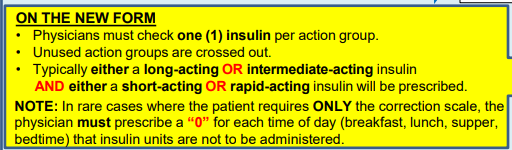 ON THE NEW FORM
• Physicians must check one (1) insulin per action group.
• Unused action groups are crossed out.
• Typically either a long-acting OR intermediate-acting insulin
AND either a short-acting OR rapid-acting insulin will be prescribed.
NOTE: In rare cases where the patient requires ONLY the correction scale, the
physician must prescribe a “0” for each time of day (breakfast, lunch, supper,
bedtime) that insulin units are not to be administered.